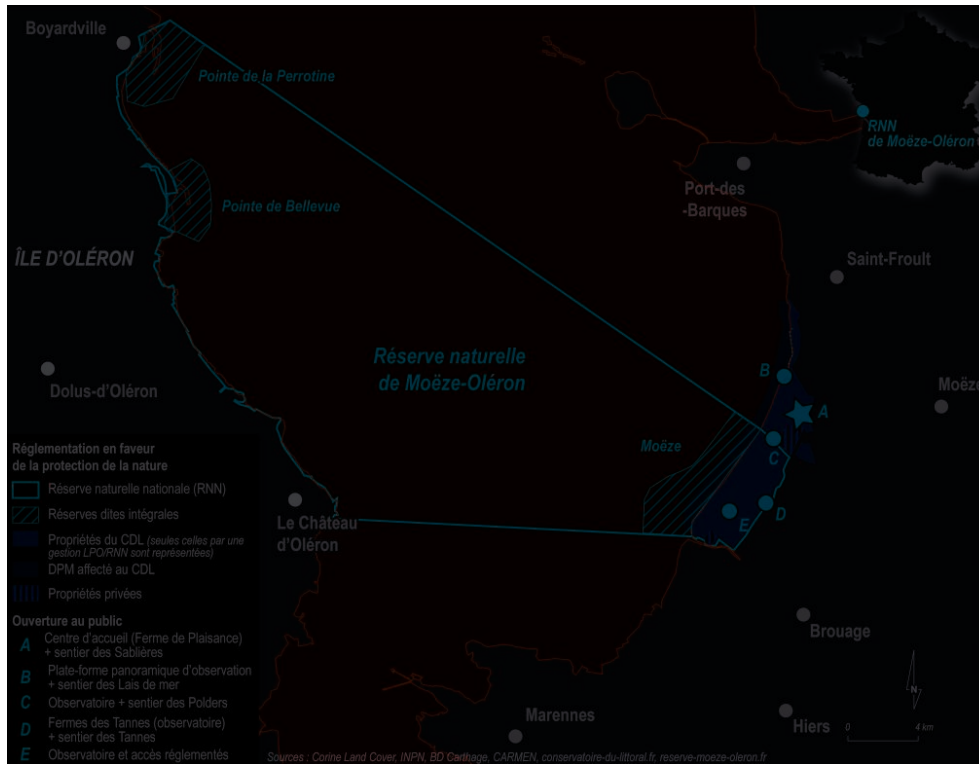 Boyardville
Pointe de la Perrotine
RNN
de Moëze-Oléron
Port-des
-Barques
Pointe de Bellevue
ÎLE D'OLÉRON
Saint-Froult
Réserve naturelle
de Moëze-Oléron
Dolus-d'Oléron
B
A
Moëze
Moëze
C
D
E
Le Château
d'Oléron
Réglementation en faveur
de la protection de la nature
Réserve naturelle nationale (RNN)
Réserves dites intégrales
Propriétés du CDL (seules celles par une
gestion LPO/RNN sont représentées)
DPM affecté au CDL
Propriétés privées
Ouverture au public
A Centre d'accueil (Ferme de Plaisance)
+ sentier des Sablières
B Plate-forme panoramique d'observation
+ sentier des Lais de mer
C Observatoire + sentier des Polders
D Fermes des Tannes (observatoire)
+ sentier des Tannes
E Observatoire et accès réglementés
Brouage
Marennes
Hiers
N
0 4 km
Sources : Corine Land Cover, INPN, BD Carthage, CARMEN, conservatoire-du-littoral.fr, reserve-moeze-oleron.fr